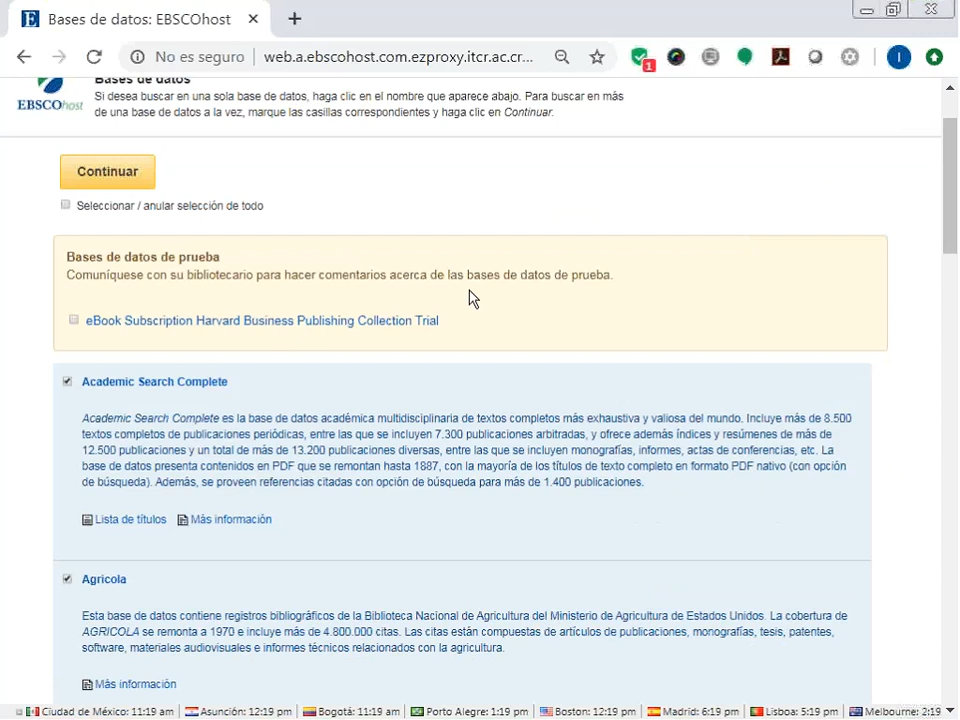 Bases de datos: EBSCOhost
No es seguro
web.a.ebscohost.com.ezproxy.itcr.ac.cr...
1
I
EBSCOhost
Bases de datos
Si desea buscar en una sola base de datos, haga clic en el nombre que aparece abajo. Para buscar en más
de una base de datos a la vez, marque las casillas correspondientes y haga clic en Continuar.
Continuar
Seleccionar / anular selección de todo
Bases de datos de prueba
Comuníquese con su bibliotecario para hacer comentarios acerca de las bases de datos de prueba.
eBook Subscription Harvard Business Publishing Collection Trial
Academic Search Complete
Academic Search Complete es la base de datos académica multidisciplinaria de textos completos más exhaustiva y valiosa del mundo. Incluye más de 8.500
textos completos de publicaciones periódicas, entre las que se incluyen 7.300 publicaciones arbitradas, y ofrece además índices y resúmenes de más de
12.500 publicaciones y un total de más de 13.200 publicaciones diversas, entre las que se incluyen monografías, informes, actas de conferencias, etc. La
base de datos presenta contenidos en PDF que se remontan hasta 1887, con la mayoría de los títulos de texto completo en formato PDF nativo (con opción
de búsqueda). Además, se proveen referencias citadas con opción de búsqueda para más de 1.400 publicaciones.
Lista de títulos Más información
Agricola
Esta base de datos contiene registros bibliográficos de la Biblioteca Nacional de Agricultura del Ministerio de Agricultura de Estados Unidos. La cobertura de
AGRICOLA se remonta a 1970 e incluye más de 4.800.000 citas. Las citas están compuestas de artículos de publicaciones, monografías, tesis, patentes,
software, materiales audiovisuales e informes técnicos relacionados con la agricultura.
Más información
Ciudad de México: 11:19 am Asunción: 12:19 pm Bogotá: 11:19 am Porto Alegre: 1:19 pm Boston: 12:19 pm Madrid: 6:19 pm Lisboa: 5:19 pm Melbourne: 2:19